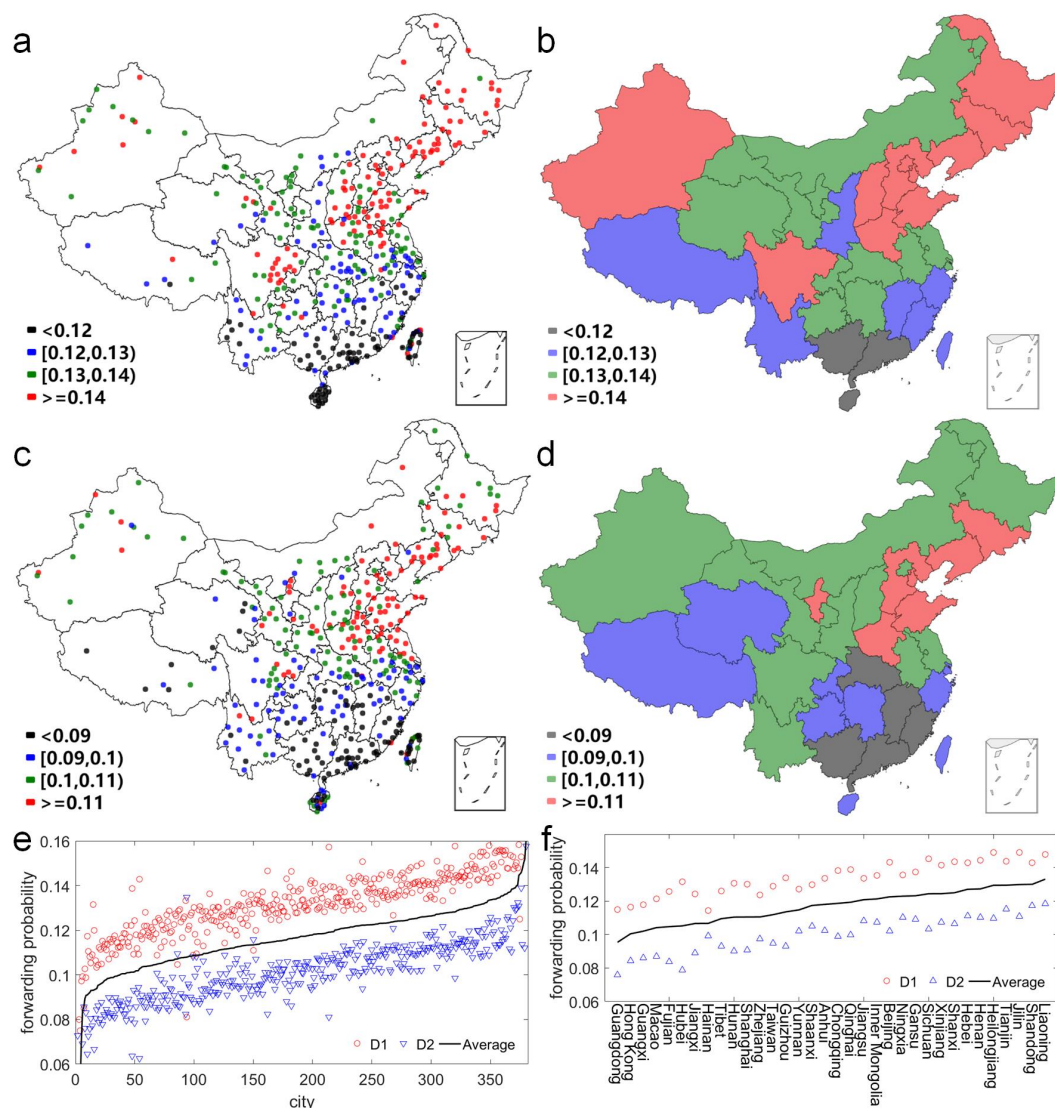 a
b
<0.12
[0.12,0.13)
[0.13,0.14)
>=0.14
<0.12
[0.12,0.13)
[0.13,0.14)
>=0.14
c
d
<0.09
[0.09,0.1)
[0.1,0.11)
>=0.11
<0.09
[0.09,0.1)
[0.1,0.11)
>=0.11
e
forwarding probability
0.16
0.14
0.12
0.1
0.08
0.06
0
50
100
150
200
250
300
350
city
D1
D2
Average
f
forwarding probability
0.14
0.12
0.1
0.08
0.06
D1
D2
Average
Guangdong
Hong Kong
Guangxi
Macao
Fujian
Hubei
Jiangxi
Hainan
Tibet
Hunan
Shanghai
Zhejiang
Taiwan
Guizhou
Yunnan
Shaanxi
Anhui
Chongqing
Qinghai
Jiangsu
Inner Mongolia
Beijing
Ningxia
Gansu
Sichuan
Xinjiang
Shanxi
Hebei
Henan
Heilongjiang
Tianjin
Jilin
Shandong
Liaoning